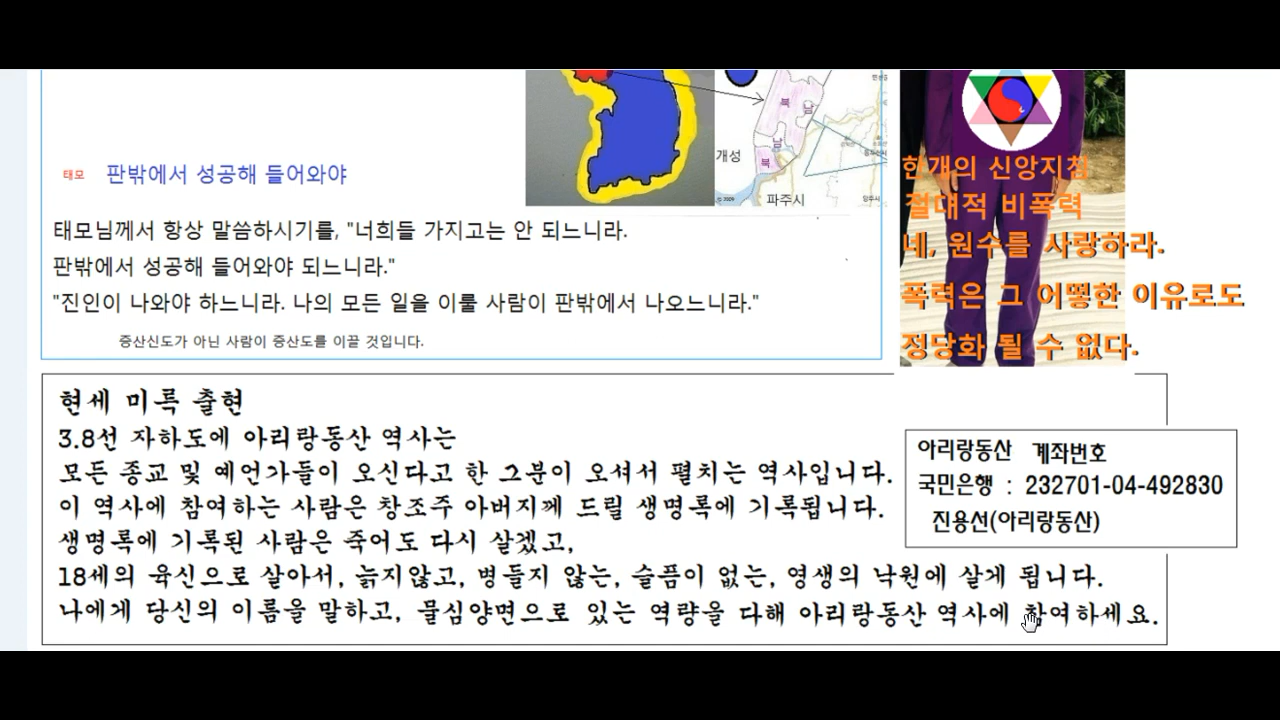 북
남
남
북
개성
파주시
태모 판밖에서 성공해 들어와야
태모님께서 항상 말씀하시기를, "너희들 가지고는 안 되느니라.
판밖에서 성공해 들어와야 되느니라."
"진인이 나와야 하느니라. 나의 모든 일을 이룰 사람이 판밖에서 나오느니라."
증산신도가 아닌 사람이 증산도를 이끌 것입니다.
한개의 신앙지침
절대적 비폭력
네, 원수를 사랑하라.
폭력은 그 어떻한 이유로도
정당화 될 수 없다.
현세 미륵 출현
3.8선 자하도에 아리랑동산 역사는
모든 종교 및 예언가들이 오신다고 한 그분이 오셔서 펼치는 역사입니다.
이 역사에 참여하는 사람은 창조주 아버지께 드릴 생명록에 기록됩니다.
생명록에 기록된 사람은 죽어도 다시 살겠고,
18세의 육신으로 살아서, 늙지않고, 병들지 않는, 슬픔이 없는, 영생의 낙원에 살게 됩니다.
나에게 당신의 이름을 말하고, 물심양면으로 있는 역량을 다해 아리랑동산 역사에 참여하세요.
아리랑동산 계좌번호
국민은행 : 232701-04-492830
진용선(아리랑동산)